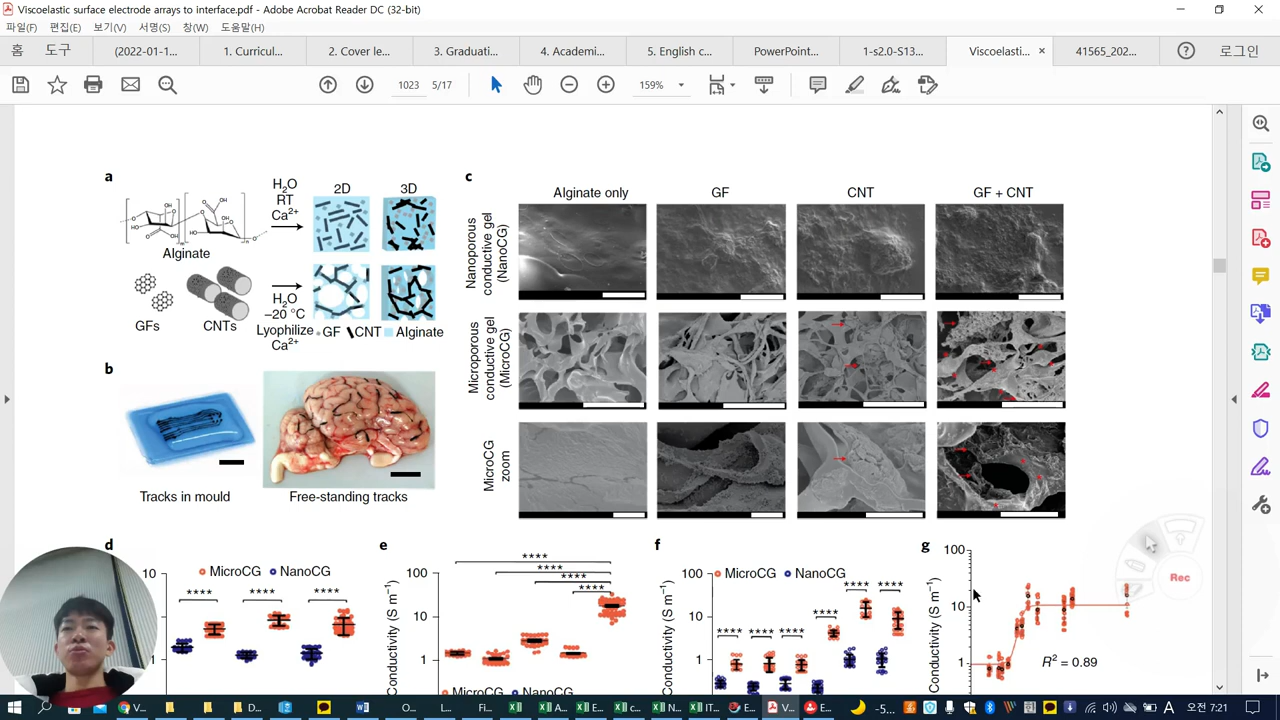 Viscoelastic surface electrode arrays to interface.pdf - Adobe Acrobat Reader DC (32-bit)
파일(F) 편집(E) 보기(V) 서명(S) 창(W) 도움말(H)
홈 도구 (2022-01-1... 1. Curricul... 2. Cover le... 3. Graduati... 4. Academi... 5. English c... PowerPoint... 1-s2.0-S13... Viscoelasti... × 41565_202... 로그인
1023 5/17 159%
a
H₂O
RT
Ca²⁺
2D 3D
Alginate
GFs CNTs
H₂O
−20 °C
Lyophilize
Ca²⁺
GF CNT Alginate
b
Tracks in mould Free-standing tracks
c
Alginate only GF CNT GF + CNT
Nanoporous
conductive gel
(NanoCG)
Microporous
conductive gel
(MicroCG)
MicroCG
zoom
d
MicroCG NanoCG
10
1
**** **** ****
e
Conductivity (S m⁻¹)
100
10
1
****
****
****
****
MicroCG NanoCG
f
Conductivity (S m⁻¹)
MicroCG NanoCG
100
10
1
**** **** **** **** **** ****
g
Conductivity (S m⁻¹)
100
10
1
R² = 0.89
Rec
A 오전 7:21